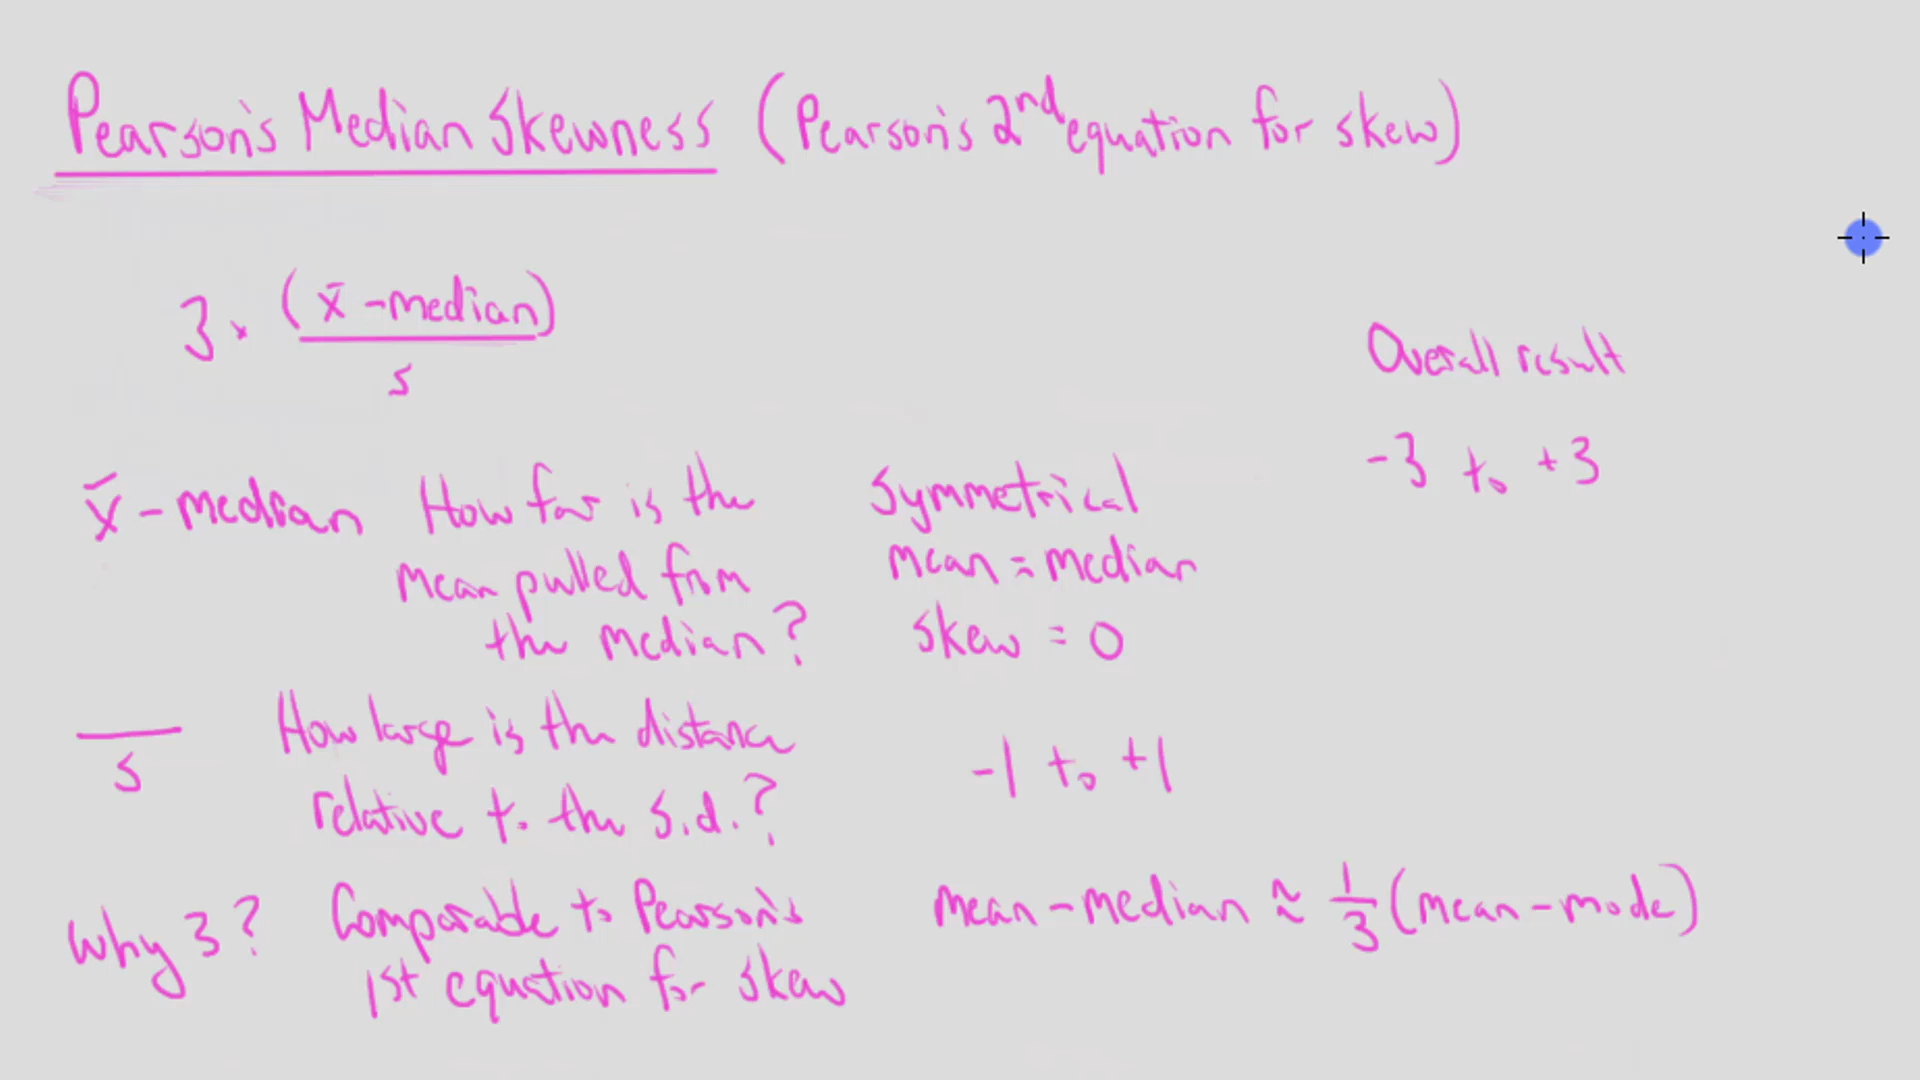 Pearson's Median Skewness (Pearson's 2nd equation for skew)
3 × (x̄ - median)
s
Overall result
-3 to +3
x̄ - median How far is the
mean pulled from
the median?
Symmetrical
mean = median
skew = 0
s
How large is the distance
relative to the s.d.?
-1 to +1
Why 3? Comparable to Pearson's
1st equation for skew
mean - median ≈ 1/3 (mean - mode)